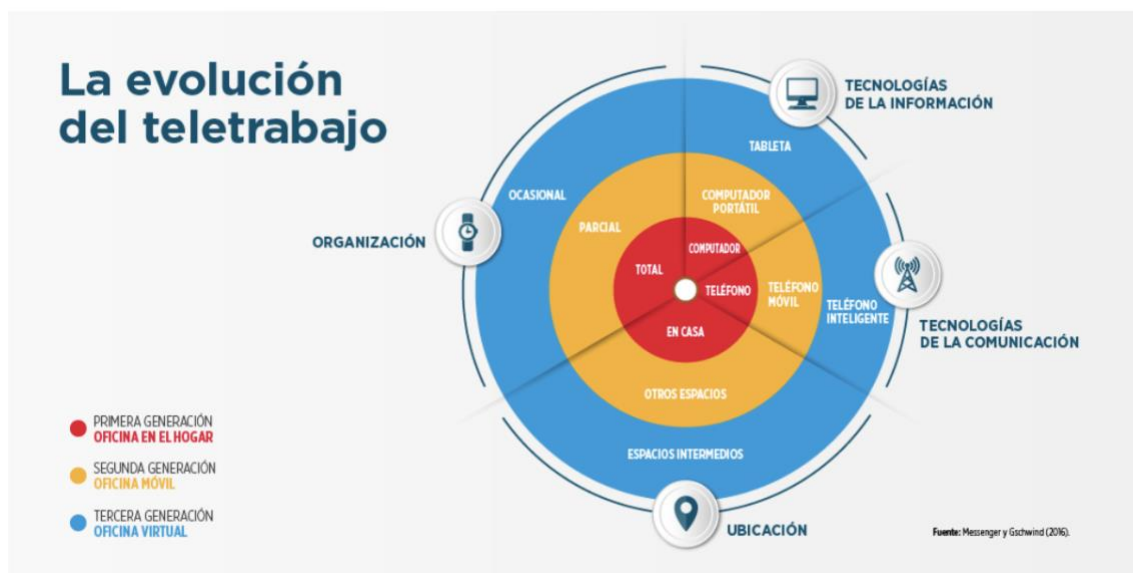 La evolución
del teletrabajo
TECNOLOGÍAS
DE LA INFORMACIÓN
TABLETA
OCASIONAL
COMPUTADOR
PORTÁTIL
PARCIAL
ORGANIZACIÓN
COMPUTADOR
TOTAL
TELÉFONO
TELÉFONO
MÓVIL
TELÉFONO
INTELIGENTE
TECNOLOGÍAS
DE LA COMUNICACIÓN
EN CASA
OTROS ESPACIOS
ESPACIOS INTERMEDIOS
UBICACIÓN
PRIMERA GENERACIÓN
OFICINA EN EL HOGAR
SEGUNDA GENERACIÓN
OFICINA MÓVIL
TERCERA GENERACIÓN
OFICINA VIRTUAL
Fuente: Messenger y Gschwind (2016).